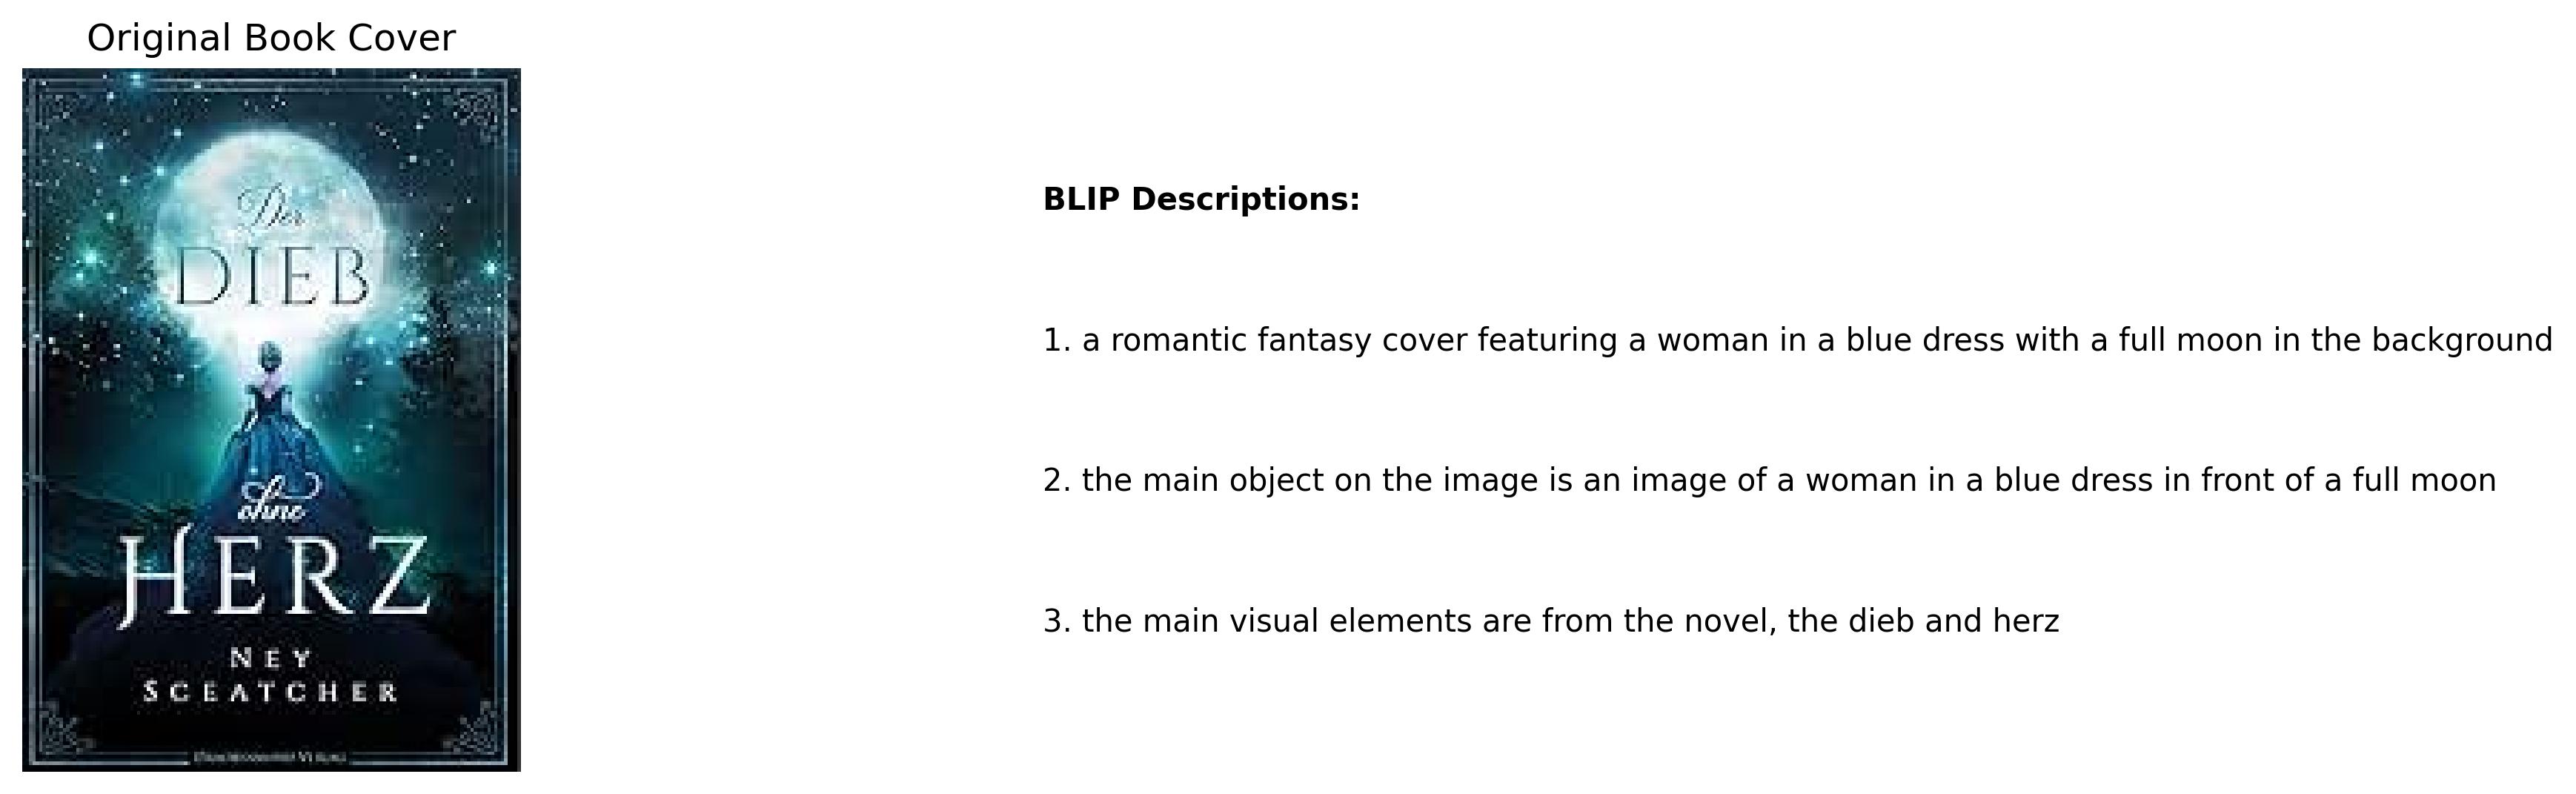 Original Book Cover
Der
DIEB
ohne
HERZ
NEY
SCEATCHER
BLIP Descriptions:
1. a romantic fantasy cover featuring a woman in a blue dress with a full moon in the background
2. the main object on the image is an image of a woman in a blue dress in front of a full moon
3. the main visual elements are from the novel, the dieb and herz